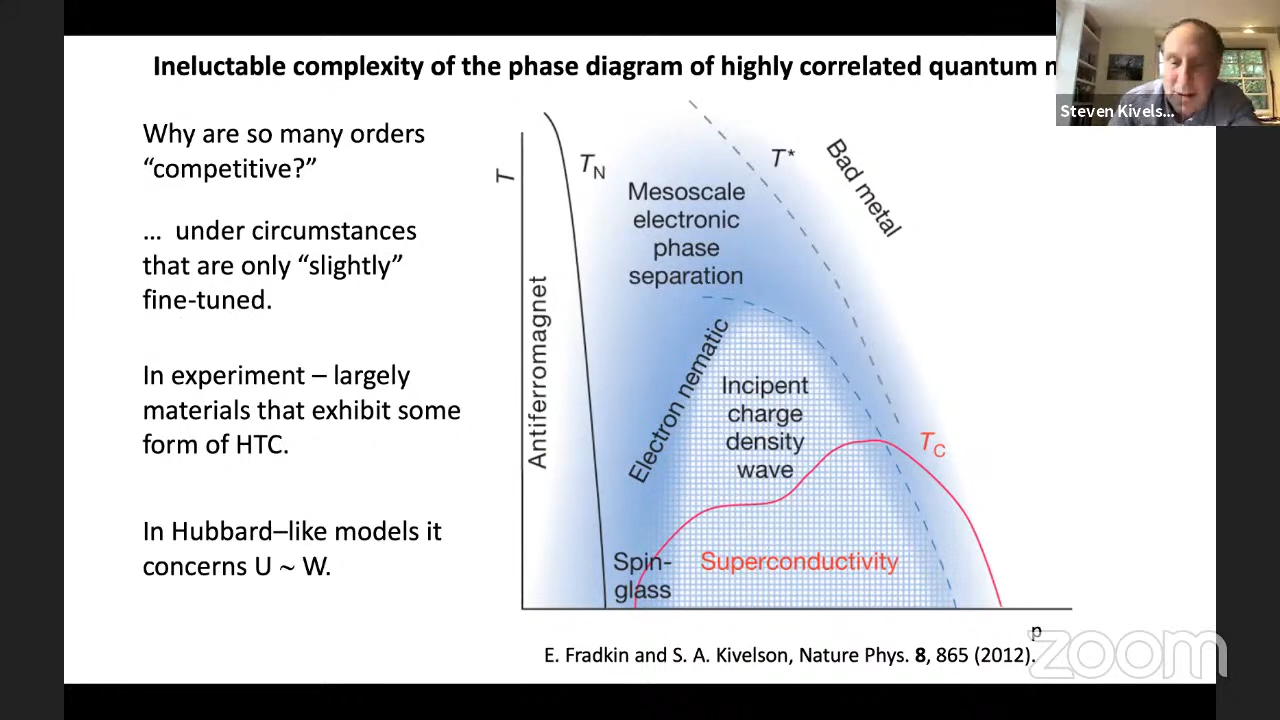 Ineluctable complexity of the phase diagram of highly correlated quantum
Steven Kivels...
Why are so many orders
“competitive?”
… under circumstances
that are only “slightly”
fine-tuned.
In experiment – largely
materials that exhibit some
form of HTC.
In Hubbard–like models it
concerns U ~ W.
T
TN
T*
Bad metal
Mesoscale
electronic
phase
separation
Antiferromagnet
Electron nematic
Incipent
charge
density
wave
TC
Spin-
glass
Superconductivity
p
E. Fradkin and S. A. Kivelson, Nature Phys. 8, 865 (2012).
zoom